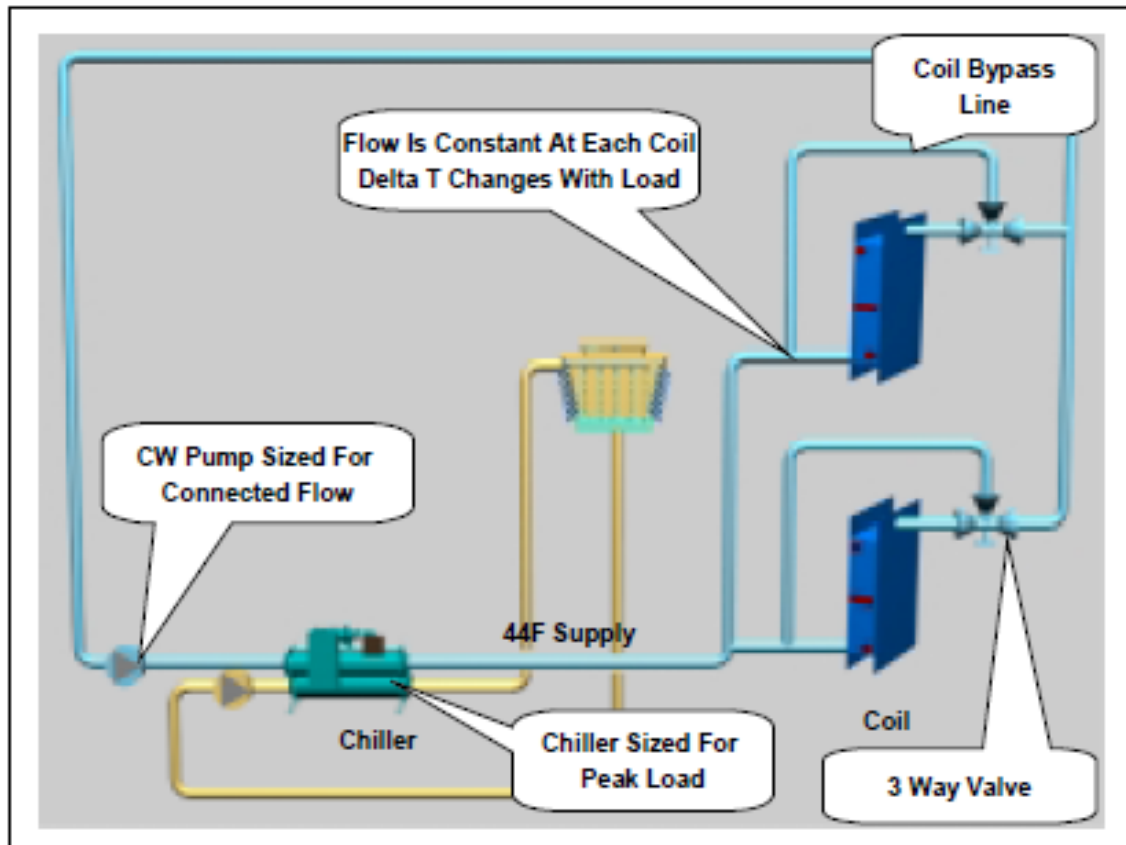 Coil Bypass
Line
Flow Is Constant At Each Coil
Delta T Changes With Load
CW Pump Sized For
Connected Flow
44F Supply
Chiller
Chiller Sized For
Peak Load
Coil
3 Way Valve